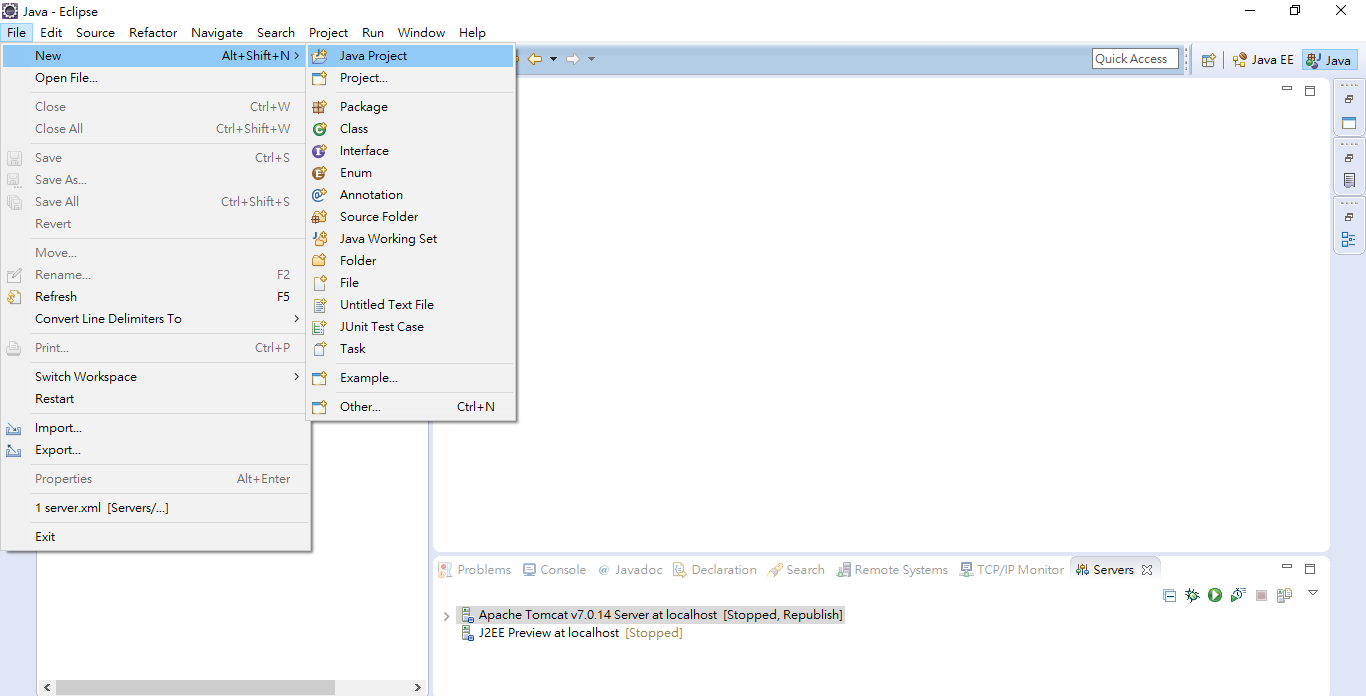 Java - Eclipse
File Edit Source Refactor Navigate Search Project Run Window Help
Quick Access Java EE Java
New Alt+Shift+N
Open File...
Close Ctrl+W
Close All Ctrl+Shift+W
Save Ctrl+S
Save As...
Save All Ctrl+Shift+S
Revert
Move...
Rename... F2
Refresh F5
Convert Line Delimiters To
Print... Ctrl+P
Switch Workspace
Restart
Import...
Export...
Properties Alt+Enter
1 server.xml [Servers/...]
Exit
Java Project
Project...
Package
Class
Interface
Enum
Annotation
Source Folder
Java Working Set
Folder
File
Untitled Text File
JUnit Test Case
Task
Example...
Other... Ctrl+N
Problems Console Javadoc Declaration Search Remote Systems TCP/IP Monitor Servers
Apache Tomcat v7.0.14 Server at localhost [Stopped, Republish]
J2EE Preview at localhost [Stopped]